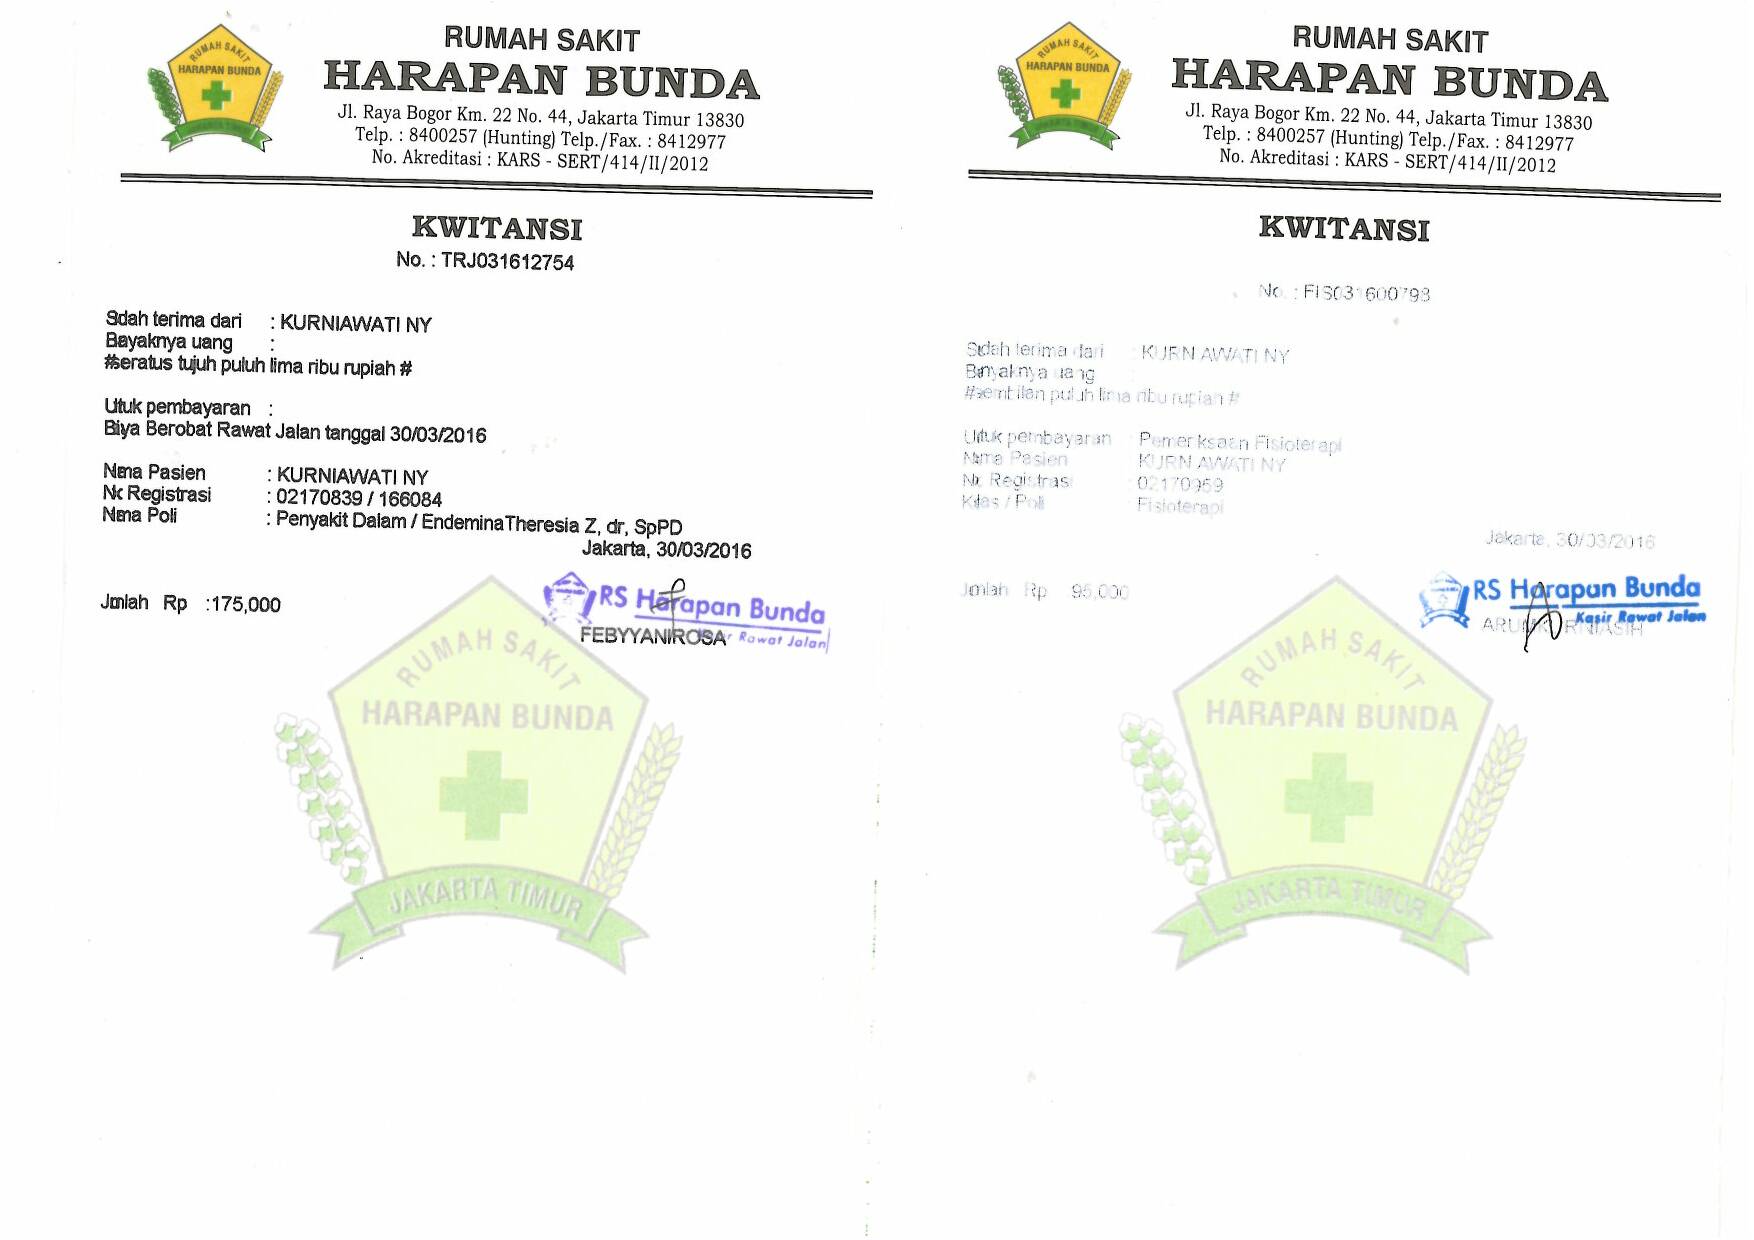 RUMAH SAKIT
HARAPAN BUNDA
JAKARTA TIMUR
RUMAH SAKIT
HARAPAN BUNDA
Jl. Raya Bogor Km. 22 No. 44, Jakarta Timur 13830
Telp. : 8400257 (Hunting) Telp./Fax. : 8412977
No. Akreditasi : KARS - SERT/414/II/2012
KWITANSI
No. : TRJ031612754
Sdah terima dari : KURNIAWATI NY
Bayaknya uang :
#seratus tujuh puluh lima ribu rupiah #
Utuk pembayaran :
Biya Berobat Rawat Jalan tanggal 30/03/2016
Nma Pasien : KURNIAWATI NY
Nc Registrasi : 02170839 / 166084
Nma Poli : Penyakit Dalam / EndeminaTheresia Z, dr, SpPD
Jakarta, 30/03/2016
Jmlah Rp :175,000
RS Harapan Bunda
Rawat Jalan
FEBYYANIROSA
RUMAH SAKIT
HARAPAN BUNDA
JAKARTA TIMUR
RUMAH SAKIT
HARAPAN BUNDA
JAKARTA TIMUR
RUMAH SAKIT
HARAPAN BUNDA
Jl. Raya Bogor Km. 22 No. 44, Jakarta Timur 13830
Telp. : 8400257 (Hunting) Telp./Fax. : 8412977
No. Akreditasi : KARS - SERT/414/II/2012
KWITANSI
No. : FIS031600793
Sdah terima dari KURNIAWATI NY
uang
#sembilan puluh lima ribu rupiah #
Utuk pembayaran Pemeriksaan Fisioterapi
Nma Pasien KURNIAWATI NY
Nc Registrasi 02170959
Klas / Poli Fisioterapi
Jakarta, 30/03/2016
Jmlah Rp 95,000
RS Harapan Bunda
Kasir Rawat Jalan
RUMAH SAKIT
HARAPAN BUNDA
JAKARTA TIMUR